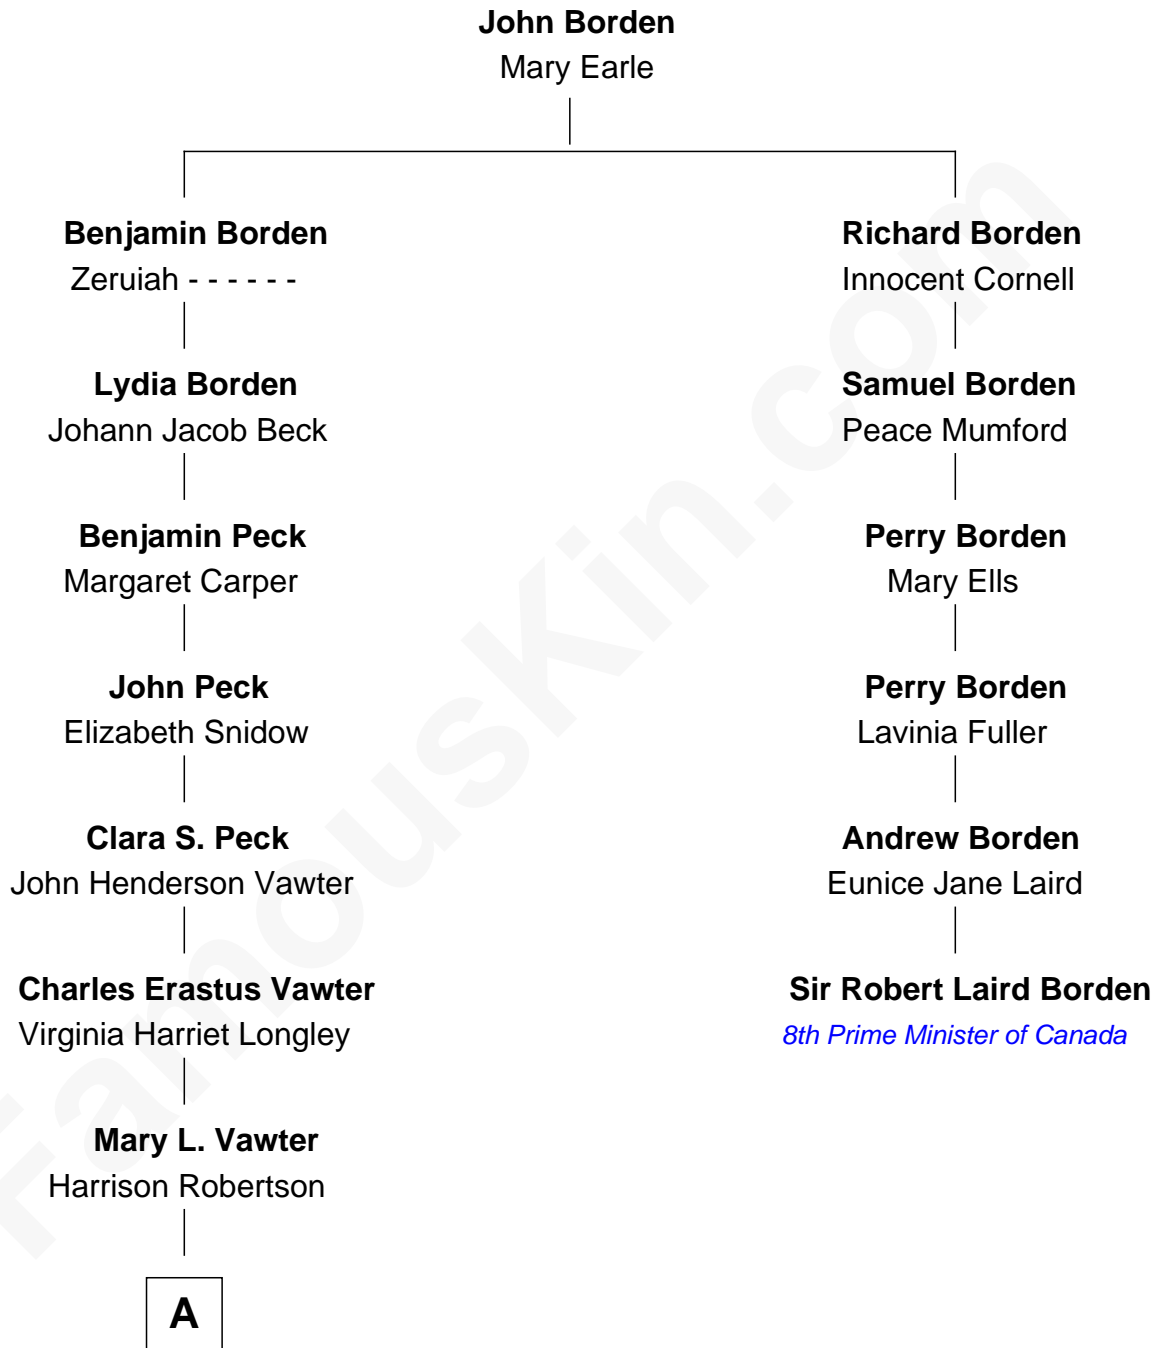 John Borden
Mary Earle
Benjamin Borden
Zeruiah - - - - - -
Richard Borden
Innocent Cornell
Lydia Borden
Johann Jacob Beck
Samuel Borden
Peace Mumford
Benjamin Peck
Margaret Carper
Perry Borden
Mary Ells
John Peck
Elizabeth Snidow
Perry Borden
Lavinia Fuller
Clara S. Peck
John Henderson Vawter
Andrew Borden
Eunice Jane Laird
Charles Erastus Vawter
Virginia Harriet Longley
Sir Robert Laird Borden
8th Prime Minister of Canada
Mary L. Vawter
Harrison Robertson
A
FamousKin.com